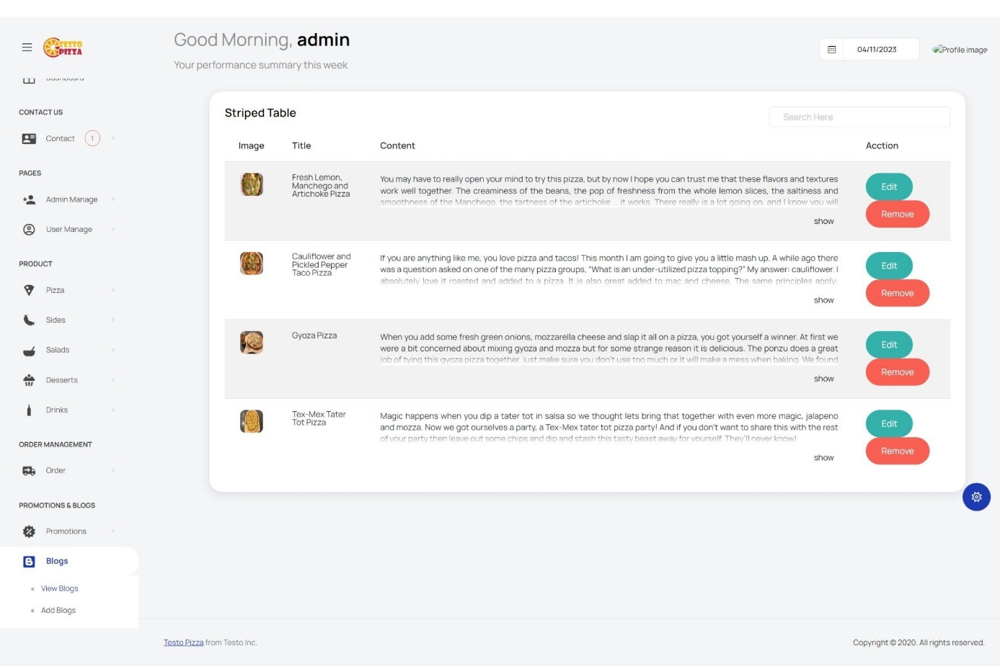 TESTO
PIZZA
Good Morning, admin
Your performance summary this week
04/11/2023
Profile image
Dashboard
CONTACT US
Contact 1
PAGES
Admin Manage
User Manage
PRODUCT
Pizza
Sides
Salads
Desserts
Drinks
ORDER MANAGEMENT
Order
PROMOTIONS & BLOGS
Promotions
Blogs
View Blogs
Add Blogs
Striped Table
Search Here
Image Title Content Acction
Fresh Lemon,
Manchego and
Artichoke Pizza
You may have to really open your mind to try this pizza, but by now I hope you can trust me that these flavors and textures
work well together. The creaminess of the beans, the pop of freshness from the whole lemon slices, the saltiness and
smoothness of the Manchego, the tartness of the artichoke ... it works. There really is a lot going on, and I know you will
show
Edit
Remove
Cauliflower and
Pickled Pepper
Taco Pizza
If you are anything like me, you love pizza and tacos! This month I am going to give you a little mash up. A while ago there
was a question asked on one of the many pizza groups, "What is an under-utilized pizza topping?" My answer: cauliflower. I
absolutely love it roasted and added to a pizza. It is also great added to mac and cheese. The same principles apply:
show
Edit
Remove
Gyoza Pizza
When you add some fresh green onions, mozzarella cheese and slap it all on a pizza, you got yourself a winner. At first we
were a bit concerned about mixing gyoza and mozza but for some strange reason it is delicious. The ponzu does a great
job of tying this gyoza pizza together, just make sure you don't use too much or it will make a mess when baking. We found
show
Edit
Remove
Tex-Mex Tater
Tot Pizza
Magic happens when you dip a tater tot in salsa so we thought lets bring that together with even more magic, jalapeno
and mozza. Now we got ourselves a party, a Tex-Mex tater tot pizza party! And if you don't want to share this with the rest
of your party then leave out some chips and dip and stash this tasty beast away for yourself. They'll never know!
show
Edit
Remove
Testo Pizza from Testo Inc.
Copyright © 2020. All rights reserved.